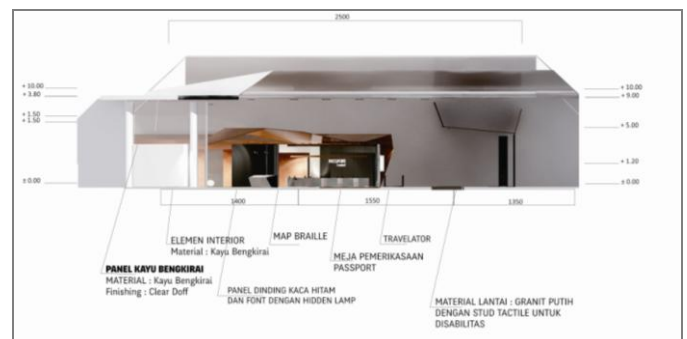 2500
+ 10.00
+ 3.80
+ 1.50
+ 1.50
± 0.00
+ 10.00
+ 9.00
+ 5.00
+ 1.20
± 0.00
1400
1550
1350
ELEMEN INTERIOR
Material : Kayu Bengkirai
MAP BRAILLE
TRAVELATOR
MEJA PEMERIKASAAN
PASSPORT
PANEL KAYU BENGKIRAI
MATERIAL : Kayu Bengkirai
Finishing : Clear Doff
PANEL DINDING KACA HITAM
DAN FONT DENGAN HIDDEN LAMP
MATERIAL LANTAI : GRANIT PUTIH
DENGAN STUD TACTILE UNTUK
DISABILITAS